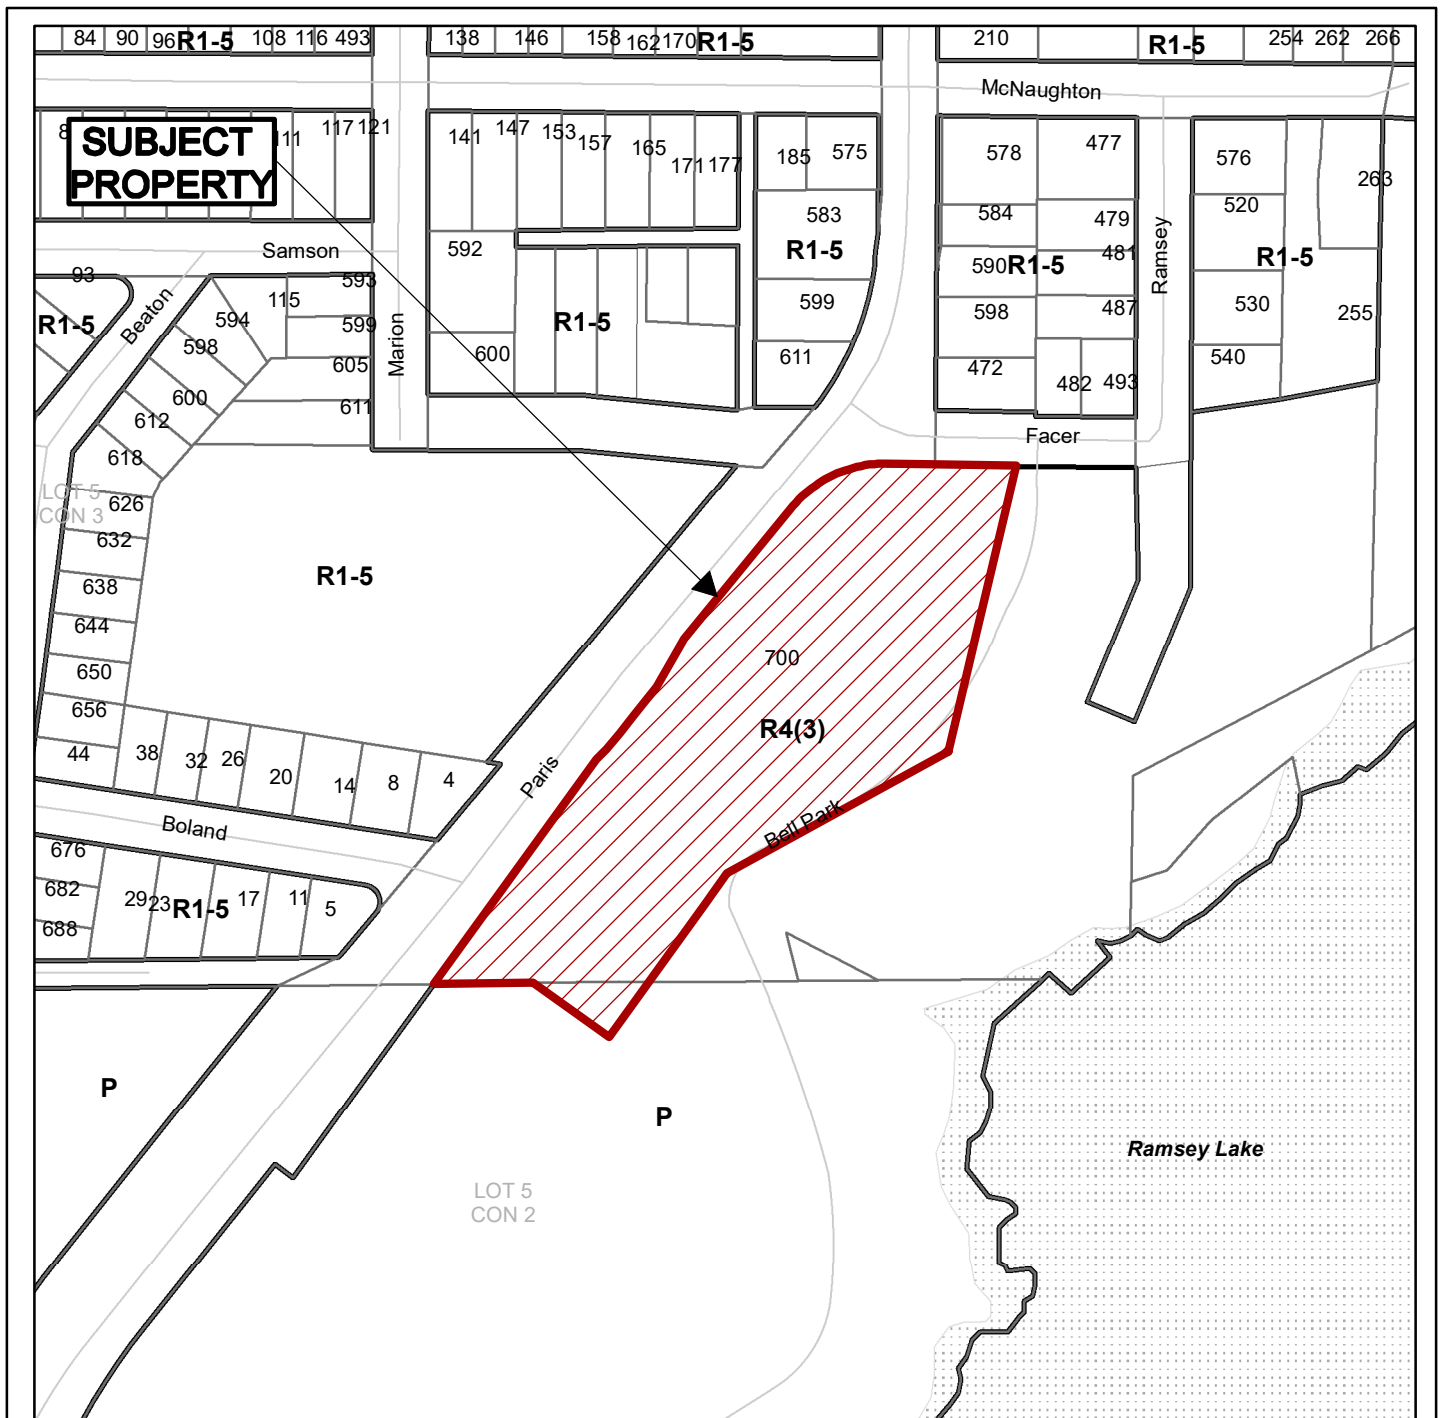 84 90 96 R1-5 108 116 493 138 146 158 162 170 R1-5 210 R1-5 254 262 266
McNaughton
SUBJECT
PROPERTY
8 111 117 121 141 147 153 157 165 171 177 185 575 578 477 576 263
583 584 479 520
Samson 592 R1-5 590 R1-5 481 Ramsey R1-5
93 Beaton 115 593 599 530 255
R1-5 594 599 Marion R1-5 598 487
598 605 600 611 472 482 493 540
600 611
612 Facer
618
LOT 5
CON 3
626
632
R1-5
638
644
650 700
656 R4(3)
44 38 32 26 20 14 8 4 Paris
Boland Bell Park
676
682 29 23 R1-5 17 11 5
688
P P
Ramsey Lake
LOT 5
CON 2